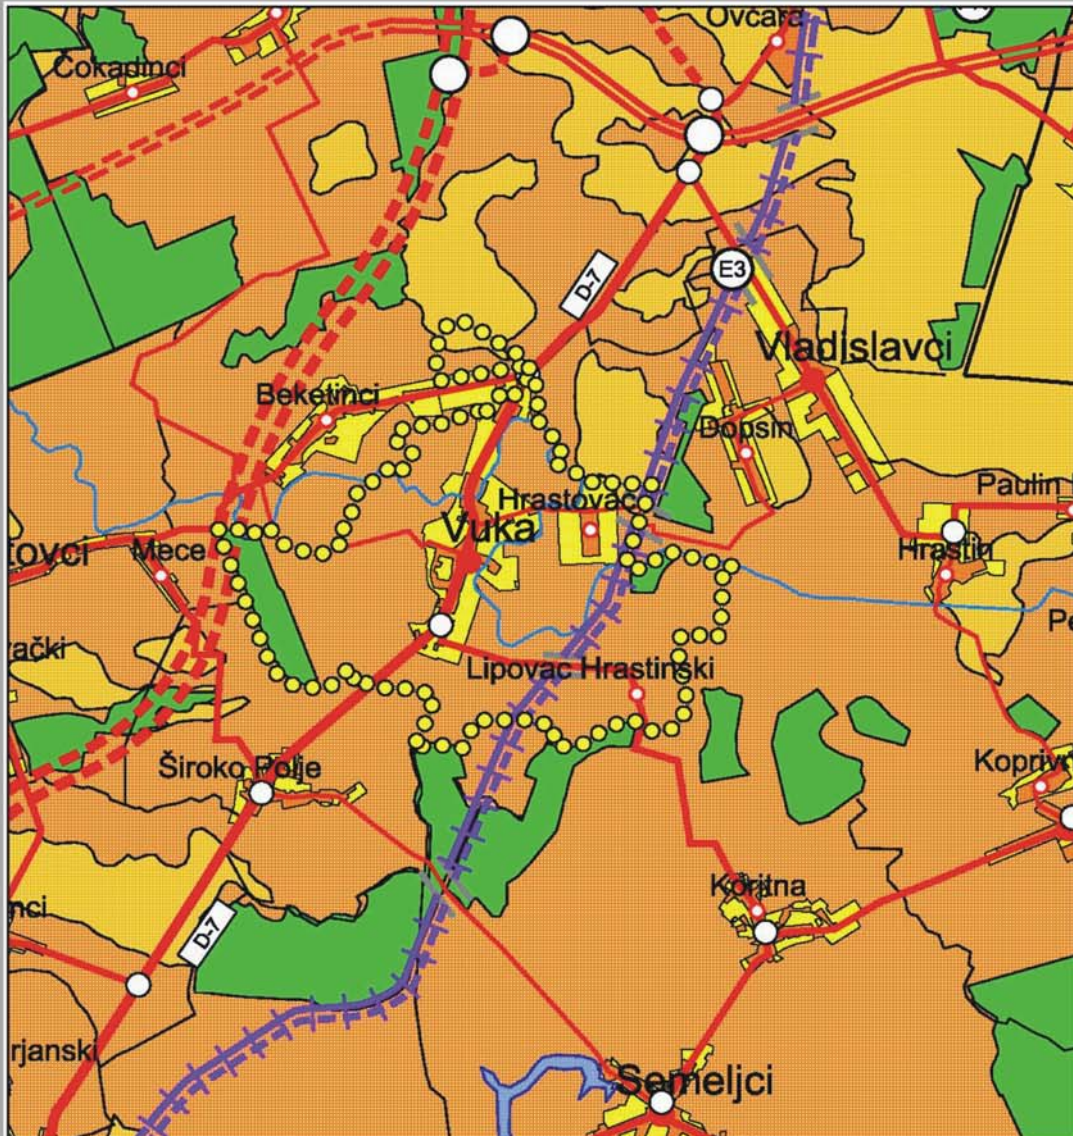 Ovčara
Čokadinci
D-7
E3
Vladislavci
Beketinci
Dopsin
Paulin
Hrastovac
Vuka
Hrastin
Mece
Lipovac Hrastinski
Široko Polje
Koritna
D-7
rjanski
Semeljci